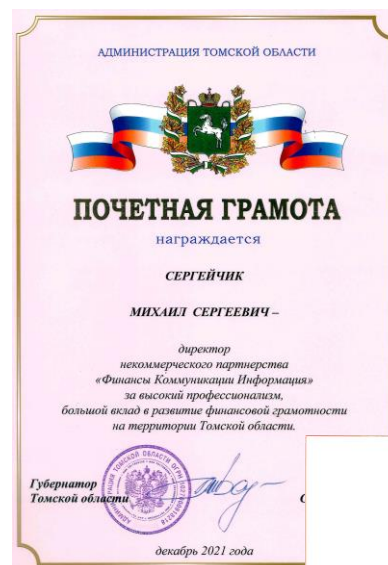 АДМИНИСТРАЦИЯ ТОМСКОЙ ОБЛАСТИ
ПОЧЕТНАЯ ГРАМОТА
награждается
СЕРГЕЙЧИК
МИХАИЛ СЕРГЕЕВИЧ –
директор
некоммерческого партнерства
«Финансы Коммуникации Информация»
за высокий профессионализм,
большой вклад в развитие финансовой грамотности
на территории Томской области.
Губернатор
Томской области
декабрь 2021 года